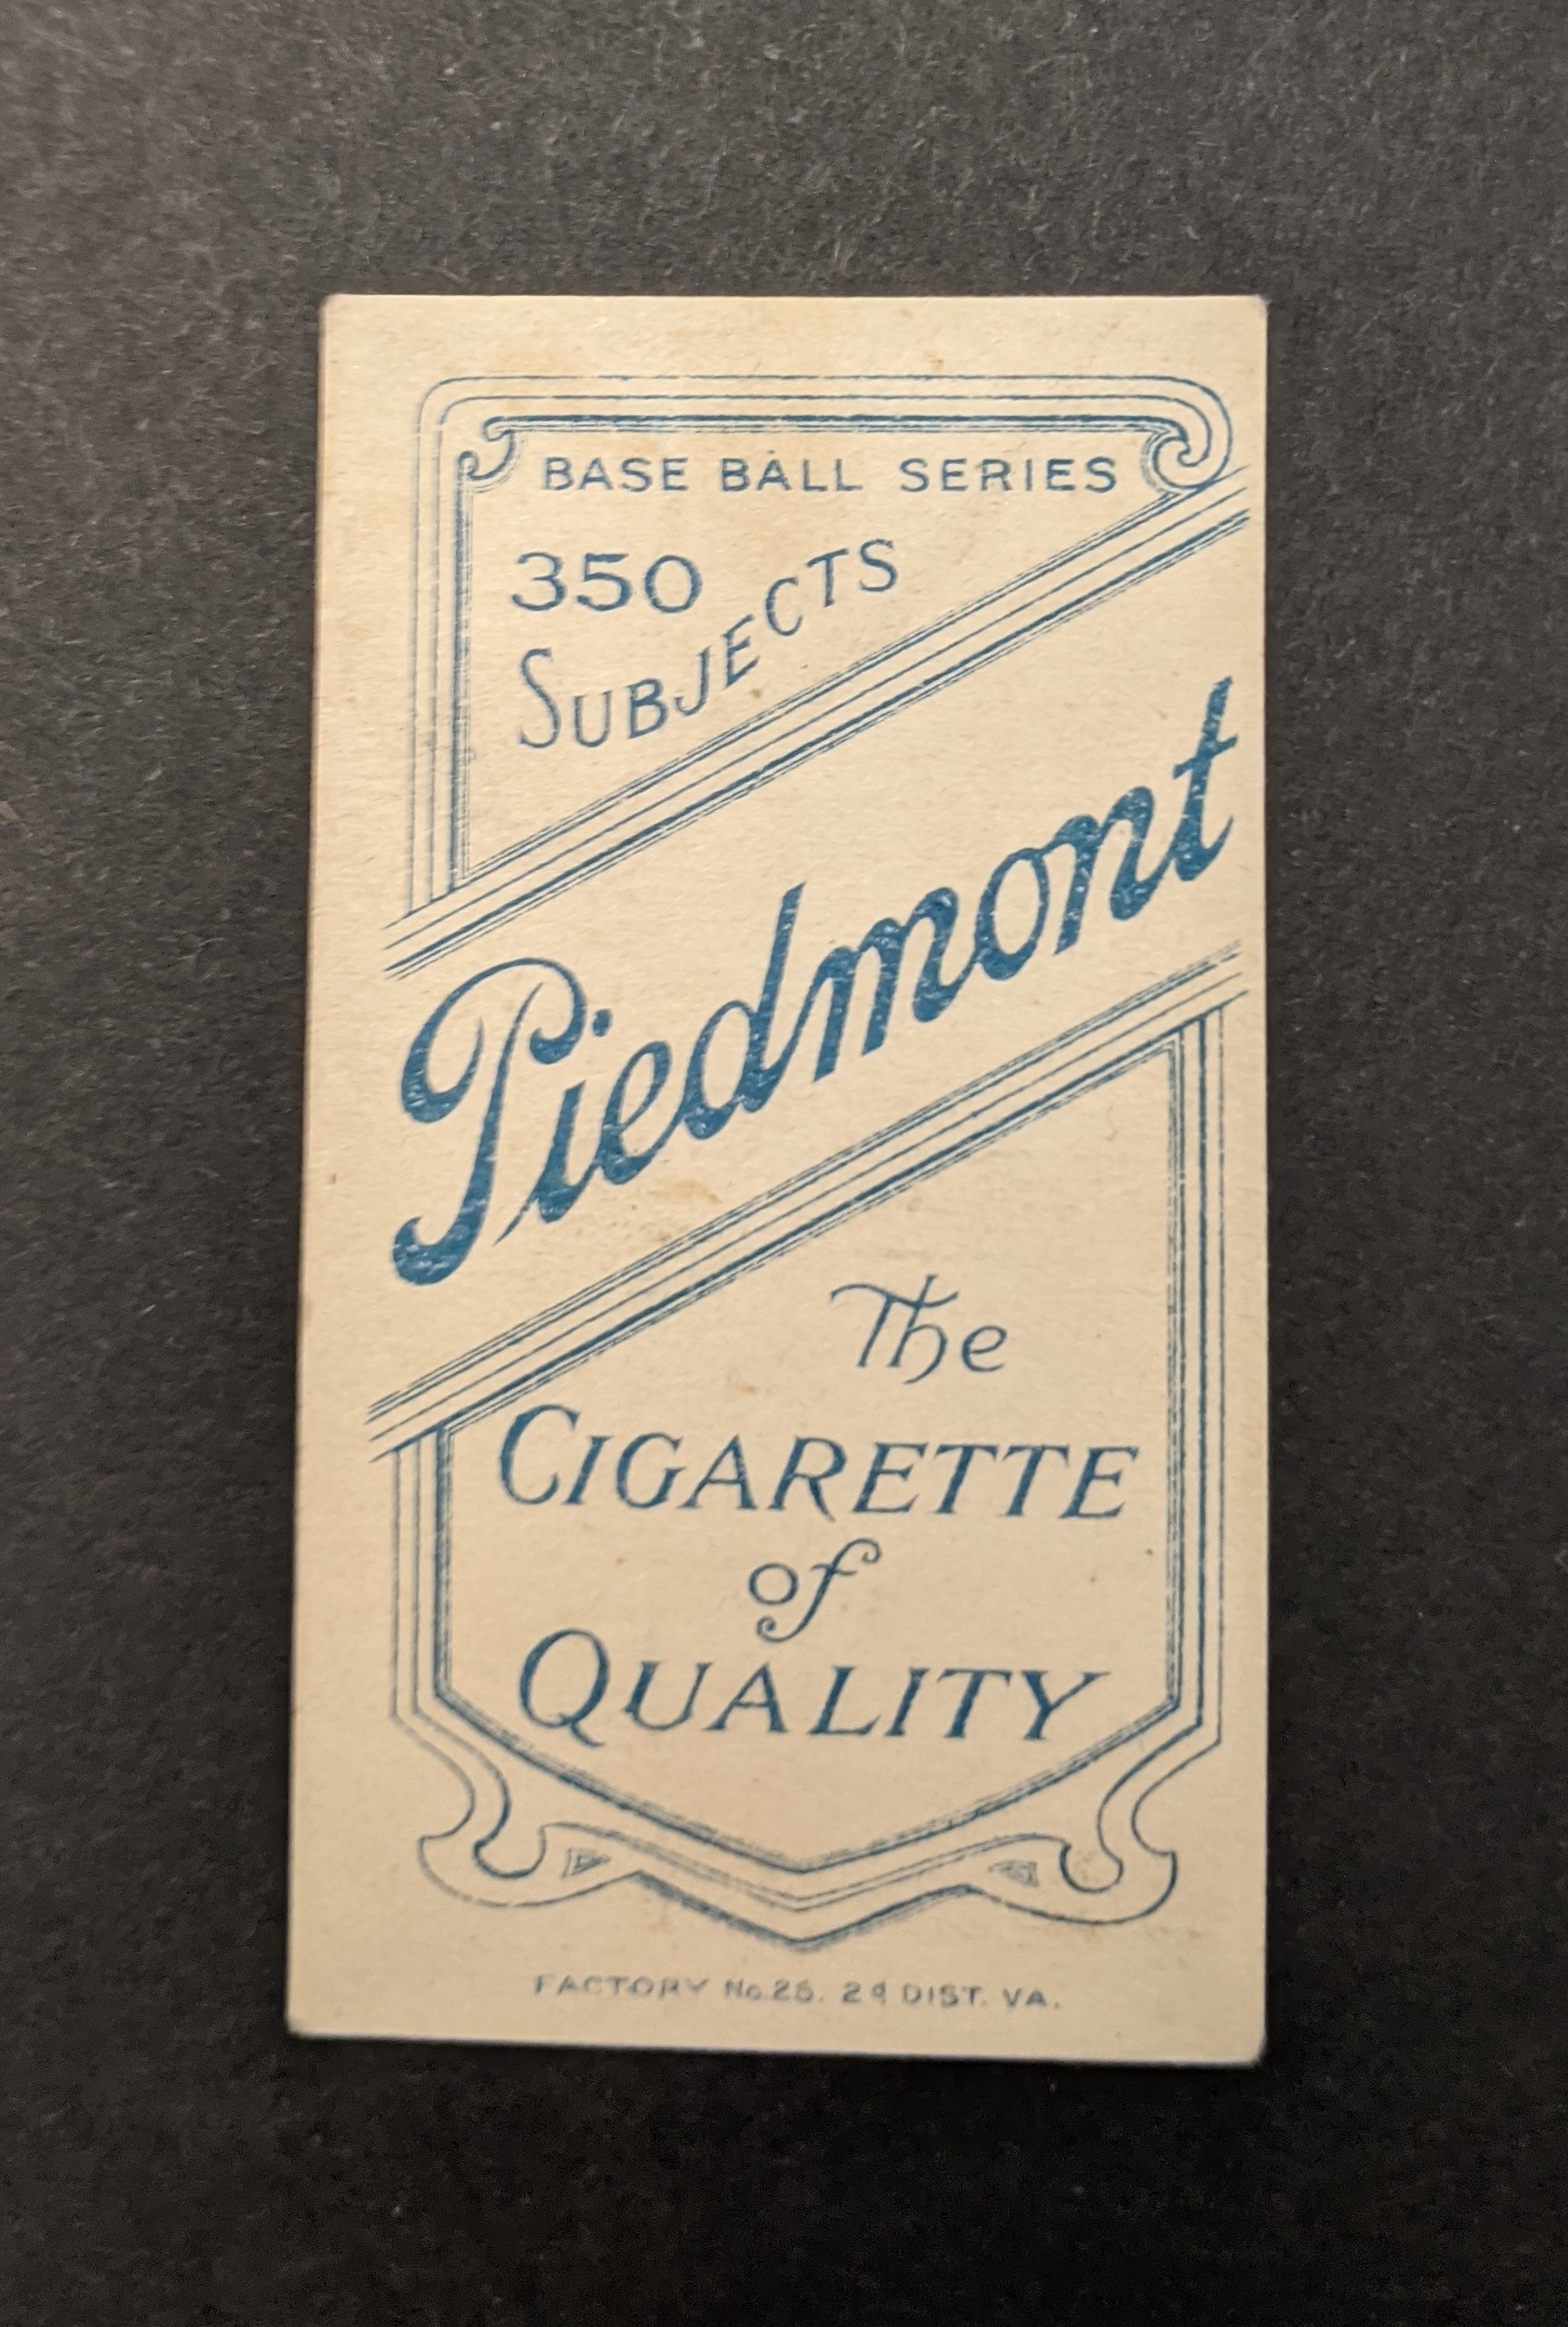 BASE BALL SERIES
350
SUBJECTS
Piedmont
The
CIGARETTE
of
QUALITY
FACTORY No.25. 2d DIST. VA.